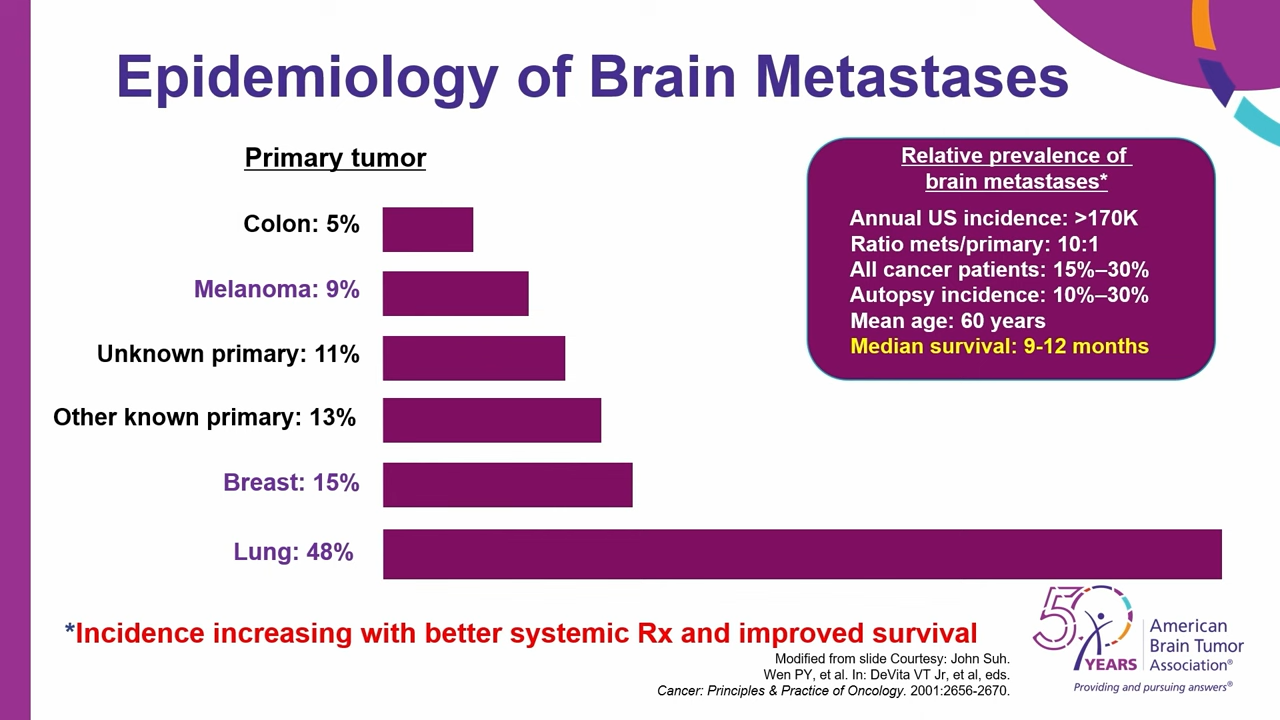 Epidemiology of Brain Metastases
Primary tumor
Colon: 5%
Melanoma: 9%
Unknown primary: 11%
Other known primary: 13%
Breast: 15%
Lung: 48%
Relative prevalence of
brain metastases*
Annual US incidence: >170K
Ratio mets/primary: 10:1
All cancer patients: 15%–30%
Autopsy incidence: 10%–30%
Mean age: 60 years
Median survival: 9-12 months
*Incidence increasing with better systemic Rx and improved survival
Modified from slide Courtesy: John Suh.
Wen PY, et al. In: DeVita VT Jr, et al, eds.
Cancer: Principles & Practice of Oncology. 2001:2656-2670.
50
YEARS
American
Brain Tumor
Association®
Providing and pursuing answers®